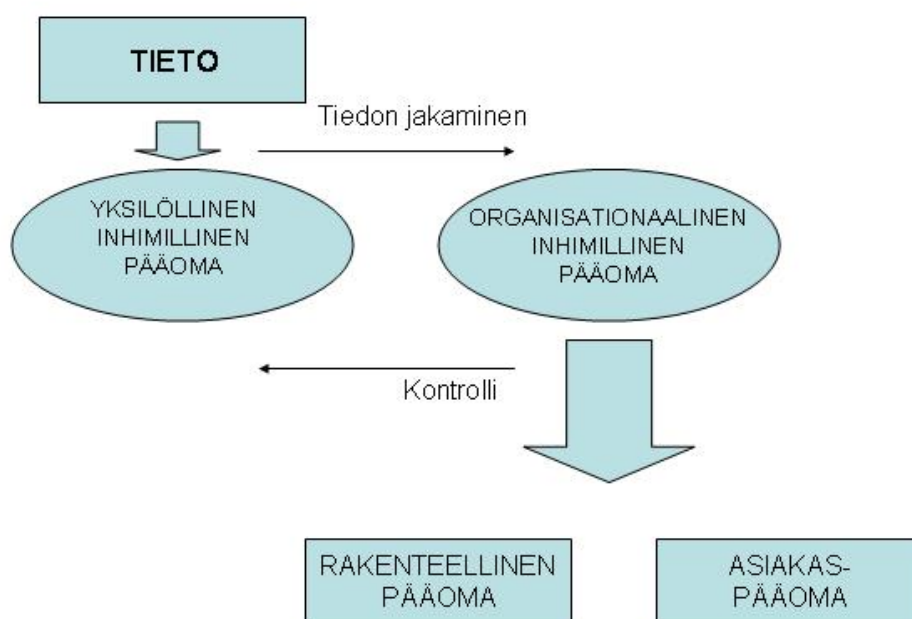 TIETO
Tiedon jakaminen
YKSILÖLLINEN
INHIMILLINEN
PÄÄOMA
ORGANISATIONAALINEN
INHIMILLINEN
PÄÄOMA
Kontrolli
RAKENTEELLINEN
PÄÄOMA
ASIAKAS-
PÄÄOMA